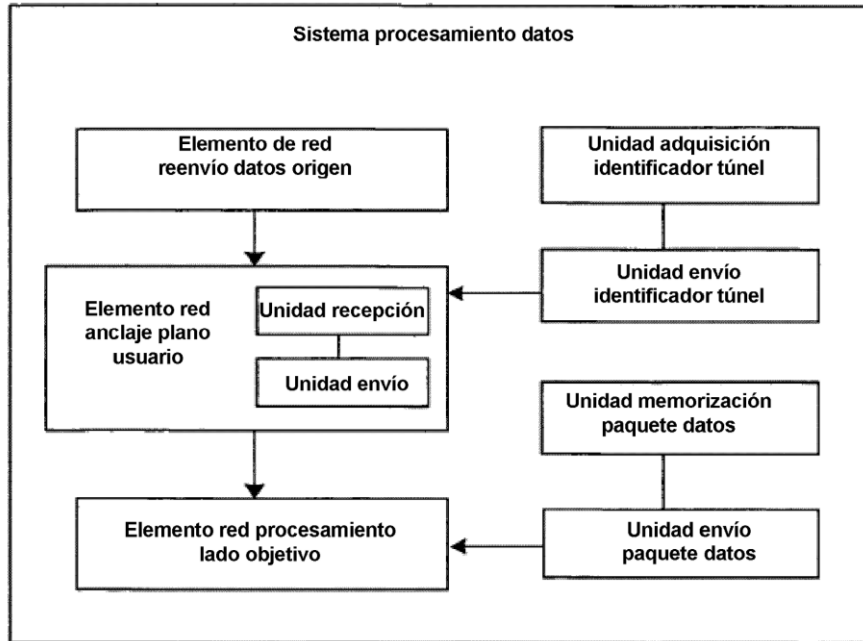 Sistema procesamiento datos
Elemento de red
reenvío datos origen
Unidad adquisición
identificador túnel
Elemento red
anclaje plano
usuario
Unidad recepción
Unidad envío
Unidad envío
identificador túnel
Unidad memorización
paquete datos
Elemento red procesamiento
lado objetivo
Unidad envío
paquete datos